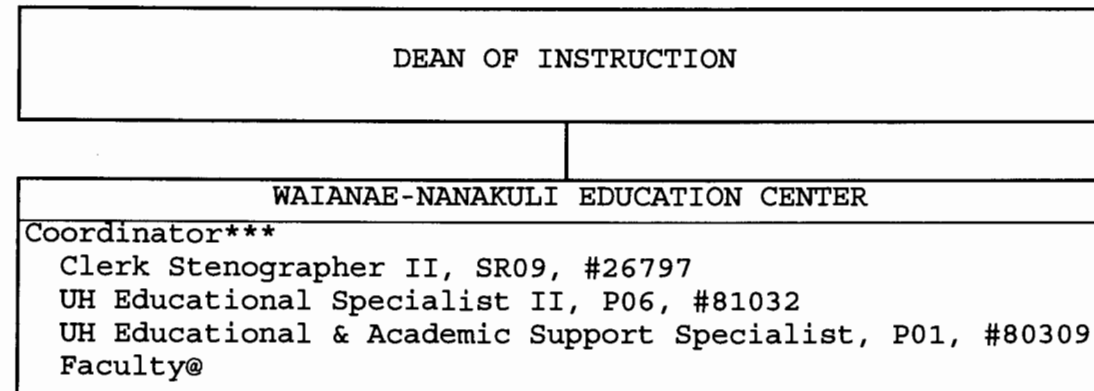 DEAN OF INSTRUCTION
WAIANAE-NANAKULI EDUCATION CENTER
Coordinator***
Clerk Stenographer II, SR09, #26797
UH Educational Specialist II, P06, #81032
UH Educational & Academic Support Specialist, P01, #80309
Faculty@